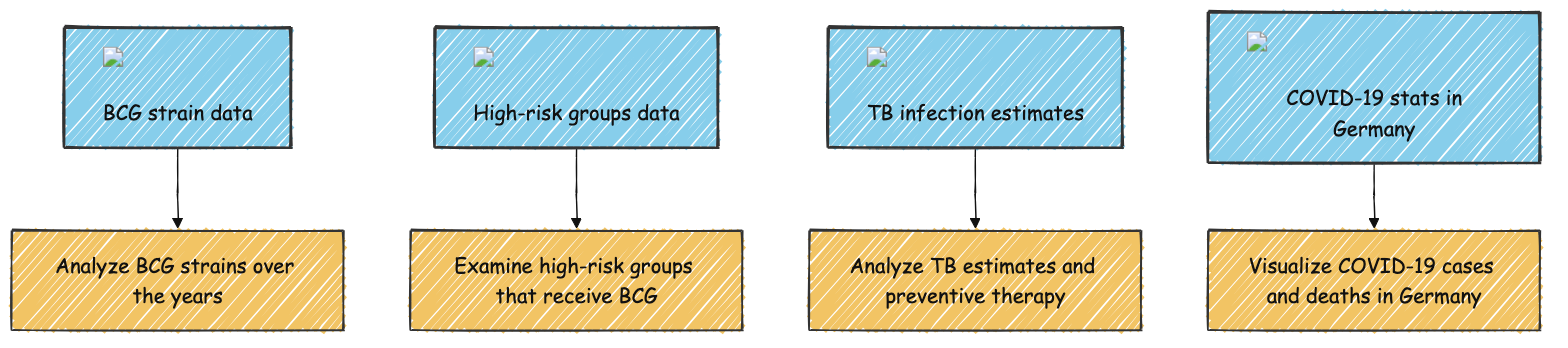 BCG strain data
High-risk groups data
TB infection estimates
COVID-19 stats in
Germany
Analyze BCG strains over
the years
Examine high-risk groups
that receive BCG
Analyze TB estimates and
preventive therapy
Visualize COVID-19 cases
and deaths in Germany